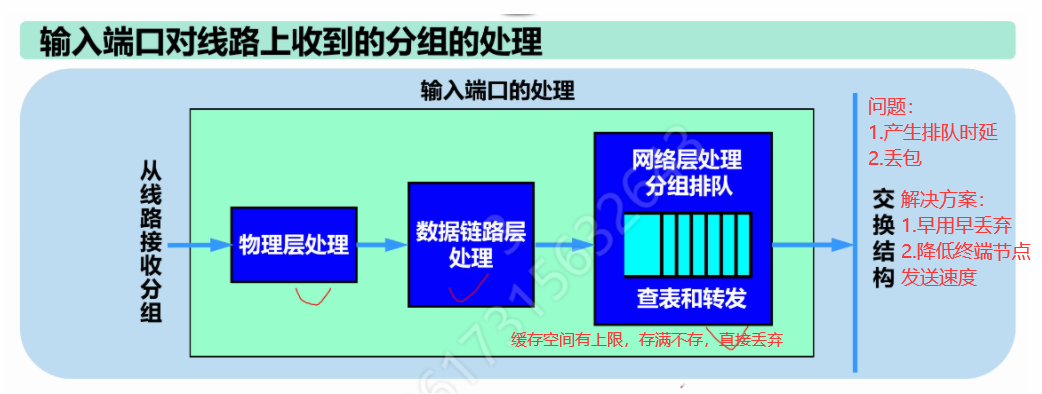 输入端口对线路上收到的分组的处理
输入端口的处理
从线路接收分组
物理层处理
数据链路层
处理
网络层处理
分组排队
查表和转发
缓存空间有上限，存满不存，直接丢弃
交换结构
问题：
1.产生排队时延
2.丢包
解决方案：
1.早用早丢弃
2.降低终端节点
发送速度